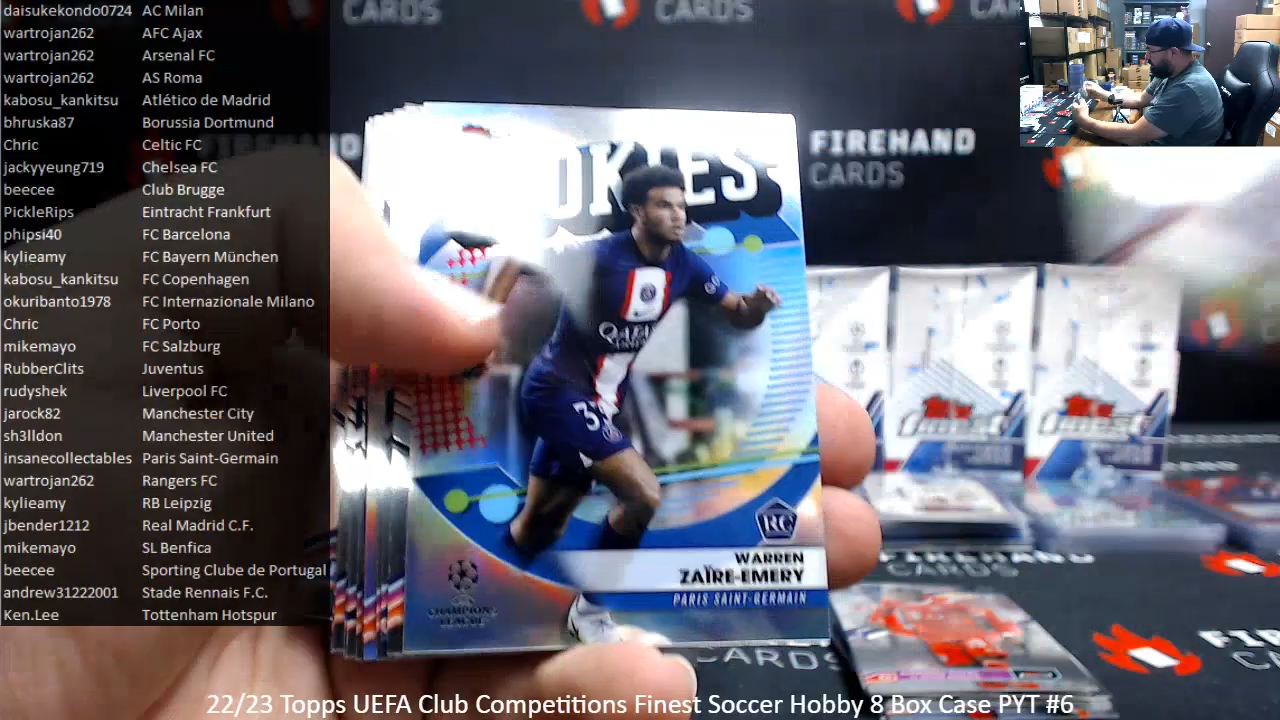 daisukekondo0724 AC Milan
wartrojan262 AFC Ajax
wartrojan262 Arsenal FC
wartrojan262 AS Roma
kabosu_kankitsu Atlético de Madrid
bhruska87 Borussia Dortmund
Chric Celtic FC
jackyyeung719 Chelsea FC
beecee Club Brugge
PickleRips Eintracht Frankfurt
phipsi40 FC Barcelona
kylieamy FC Bayern München
kabosu_kankitsu FC Copenhagen
okuribanto1978 FC Internazionale Milano
Chric FC Porto
mikemayo FC Salzburg
RubberClits Juventus
rudyshek Liverpool FC
jarock82 Manchester City
sh3lldon Manchester United
insanecollectables Paris Saint-Germain
wartrojan262 Rangers FC
kylieamy RB Leipzig
jbender1212 Real Madrid C.F.
mikemayo SL Benfica
beecee Sporting Clube de Portugal
andrew31222001 Stade Rennais F.C.
Ken.Lee Tottenham Hotspur
CARDS
CARDS
FIREHAND
CARDS
OKIES
QATAR
3
RC
WARREN
ZAÏRE-EMERY
PARIS SAINT-GERMAIN
CHAMPIONS
LEAGUE
Finest
FIREHAND
CARDS
22/23 Topps UEFA Club Competitions Finest Soccer Hobby 8 Box Case PYT #6